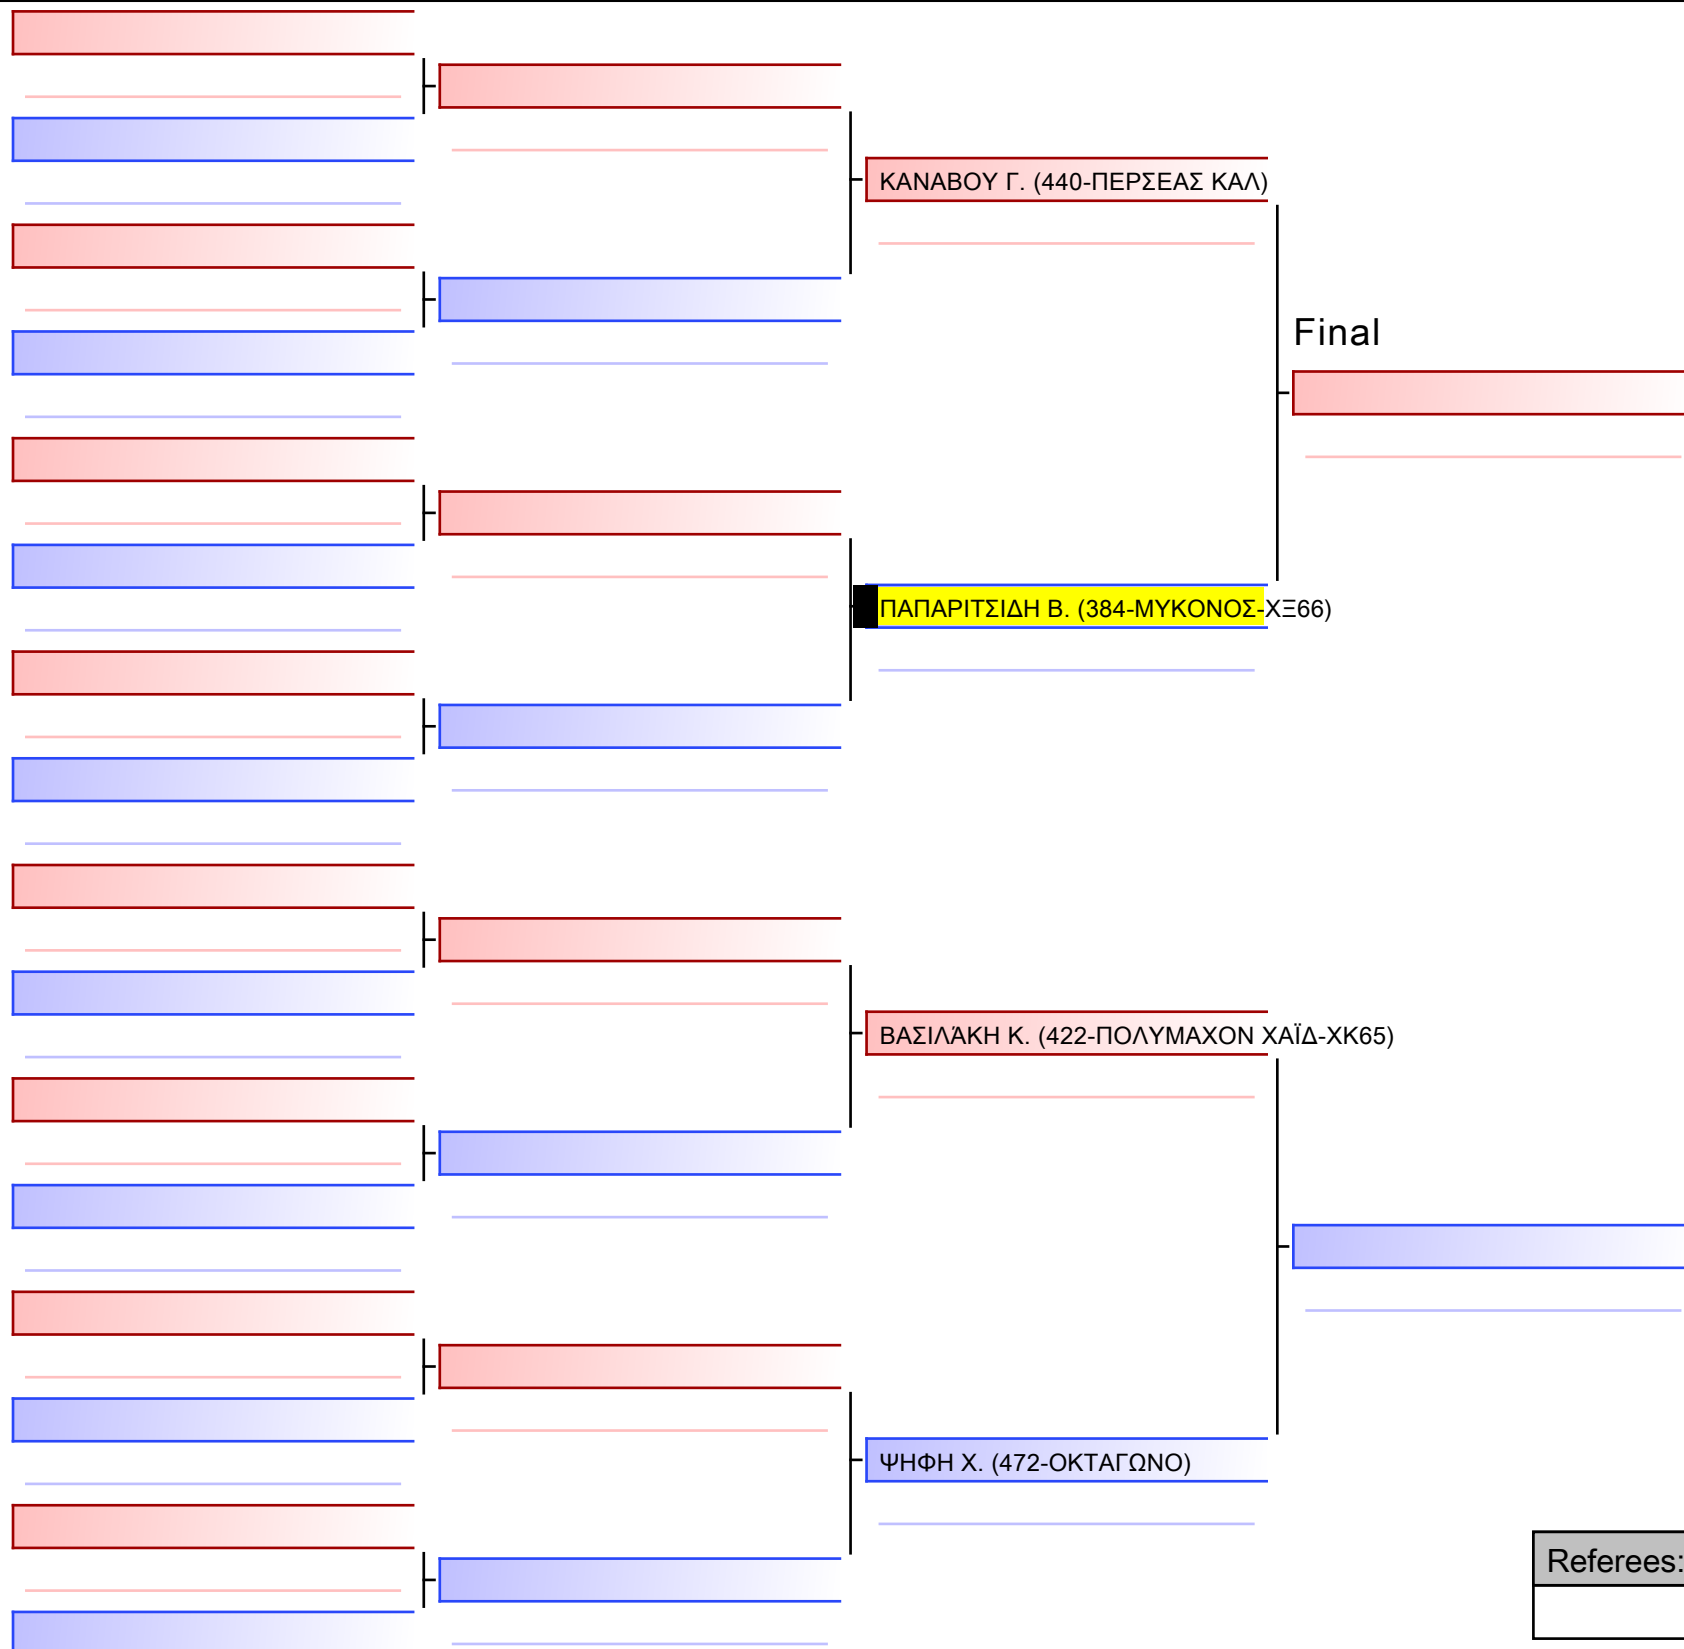 ΚΑΝΑΒΟΥ Γ. (440-ΠΕΡΣΕΑΣ ΚΑΛ)
Final
ΠΑΠΑΡΙΤΣΙΔΗ Β. (384-ΜΥΚΟΝΟΣ-ΧΞ66)
ΒΑΣΙΛΆΚΗ Κ. (422-ΠΟΛΥΜΑΧΟΝ ΧΑΪΔ-ΧΚ65)
ΨΗΦΗ Χ. (472-ΟΚΤΑΓΩΝΟ)
Referees: